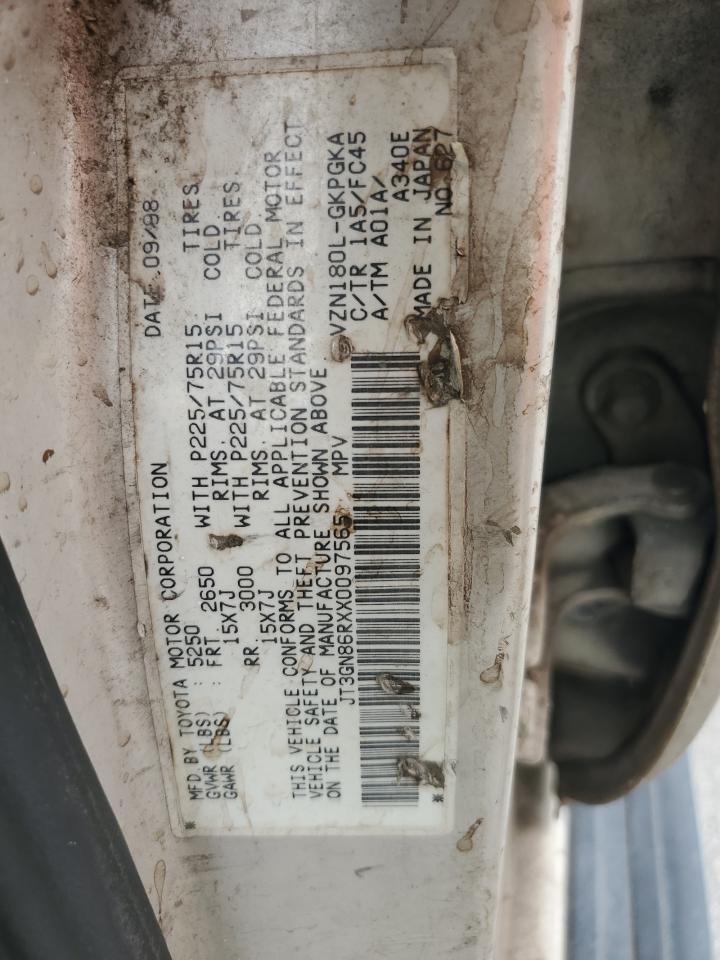 MFD. BY TOYOTA MOTOR CORPORATION DATE 09/98
GVWR (LBS) : 5250
GAWR (LBS) : FRT. 2650 WITH P225/75R15 TIRES.
15X7J RIMS. AT 29PSI COLD.
RR. 3000 WITH P225/75R15 TIRES.
15X7J RIMS. AT 29PSI COLD.
THIS VEHICLE CONFORMS TO ALL APPLICABLE FEDERAL MOTOR
VEHICLE SAFETY AND THEFT PREVENTION STANDARDS IN EFFECT
ON THE DATE OF MANUFACTURE SHOWN ABOVE
JT3GN86RXX0097565 MPV VZN180L-GKPGKA
C/TR 1A5/FC45
A/TM A01A/ A340E
MADE IN JAPAN
NO. 627